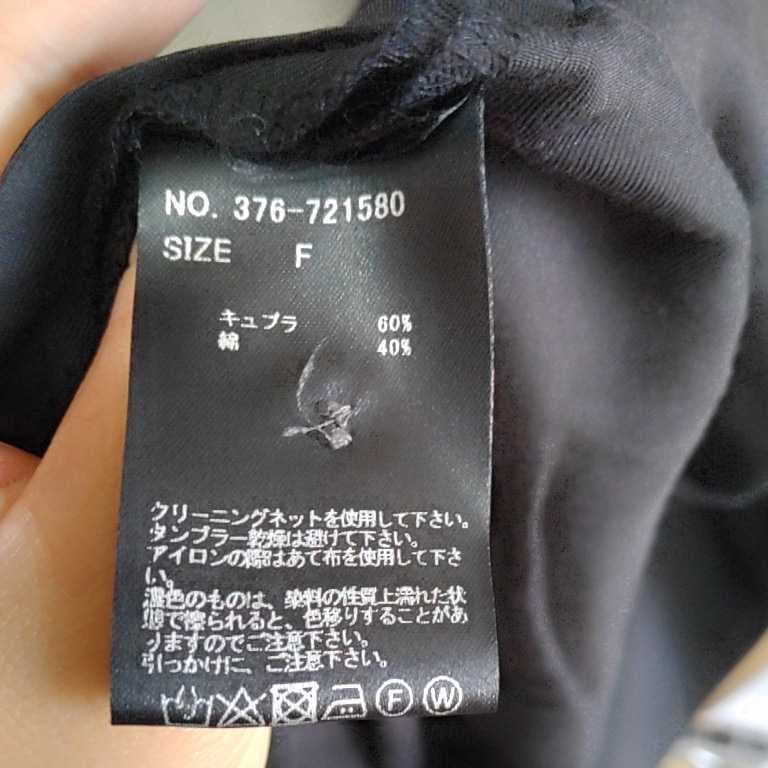 NO. 376-721580
SIZE F
キュプラ 60%
綿 40%
クリーニングネットを使用して下さい。
タンブラー乾燥は避けて下さい。
アイロンの際はあて布を使用して下さ
い。
濃色のものは、染料の性質上濡れた状
態で擦られると、色移りすることがあ
りますのでご注意下さい。
引っかけに、ご注意下さい。
F W